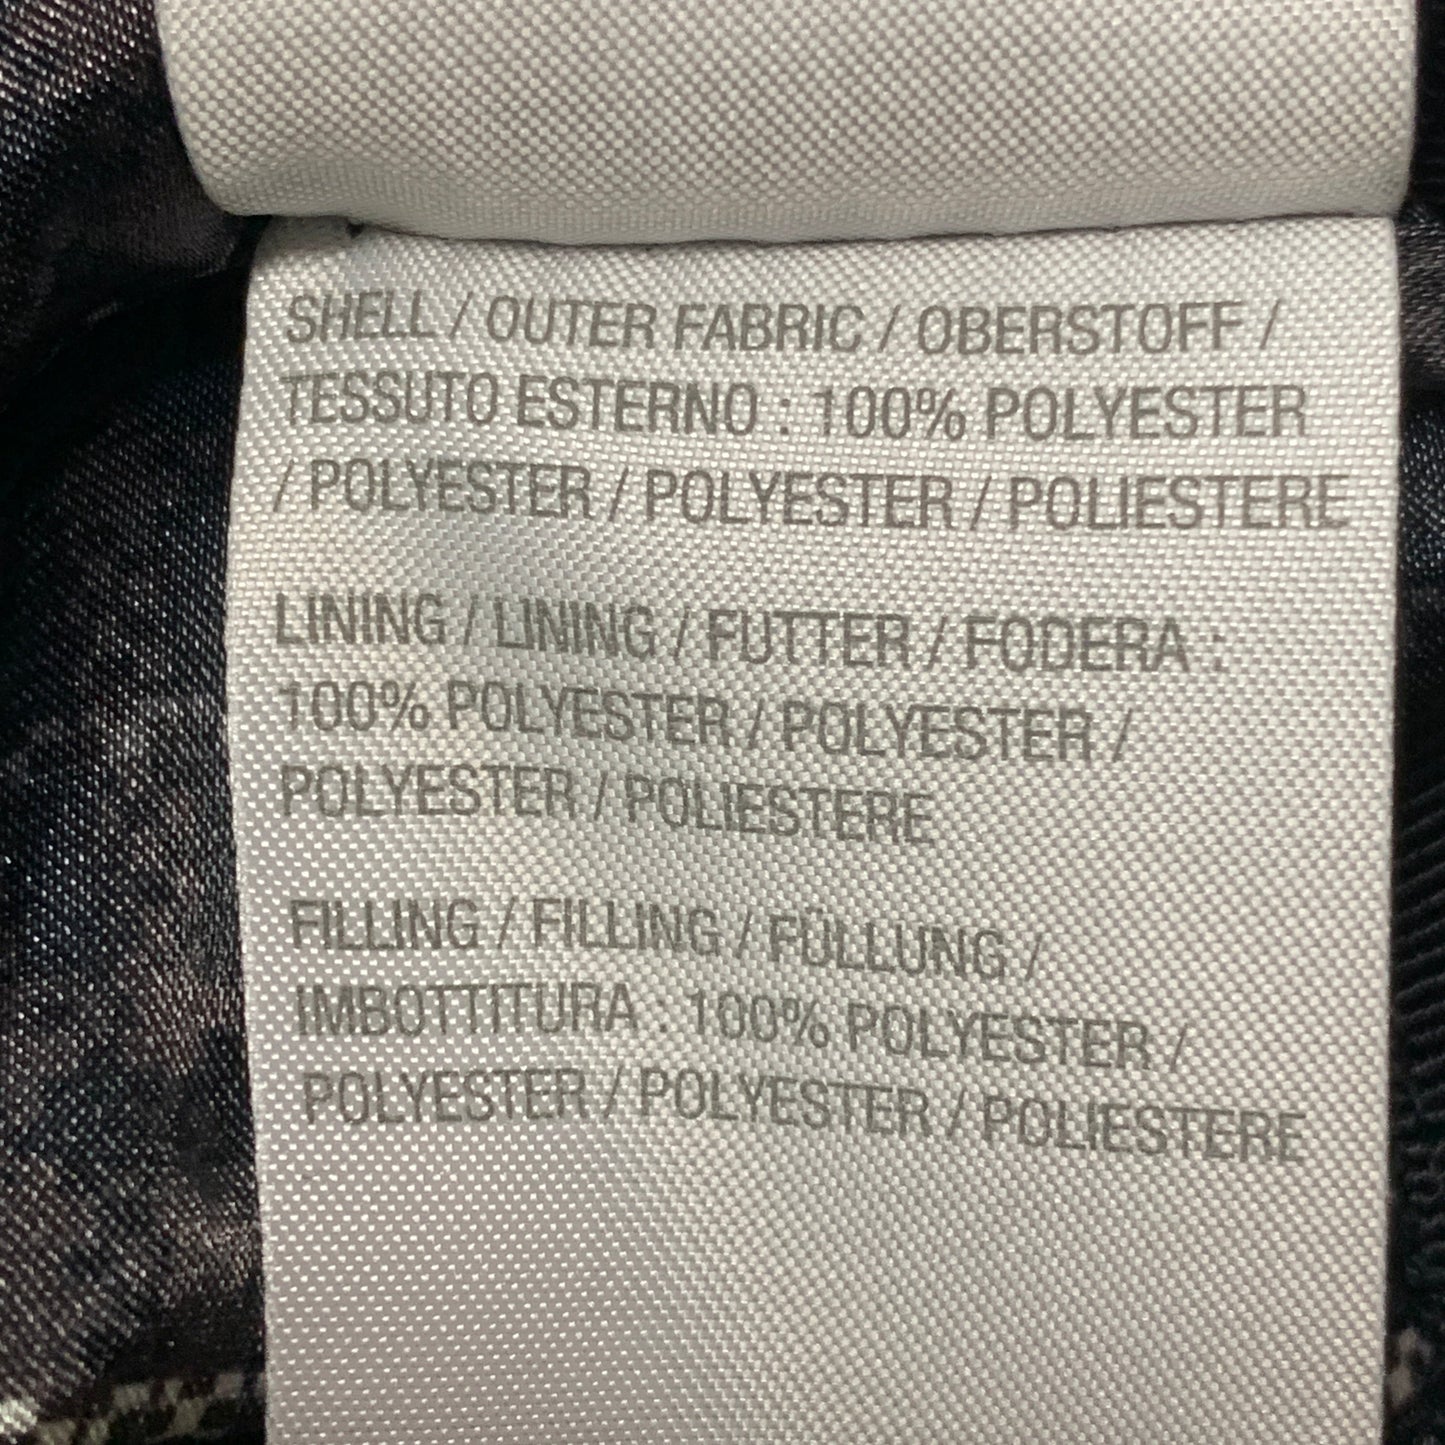 SHELL / OUTER FABRIC / OBERSTOFF /
TESSUTO ESTERNO : 100% POLYESTER
/ POLYESTER / POLYESTER / POLIESTERE
LINING / LINING / FUTTER / FODERA :
100% POLYESTER / POLYESTER /
POLYESTER / POLIESTERE
FILLING / FILLING / FÜLLUNG /
IMBOTTITURA : 100% POLYESTER /
POLYESTER / POLYESTER / POLIESTERE